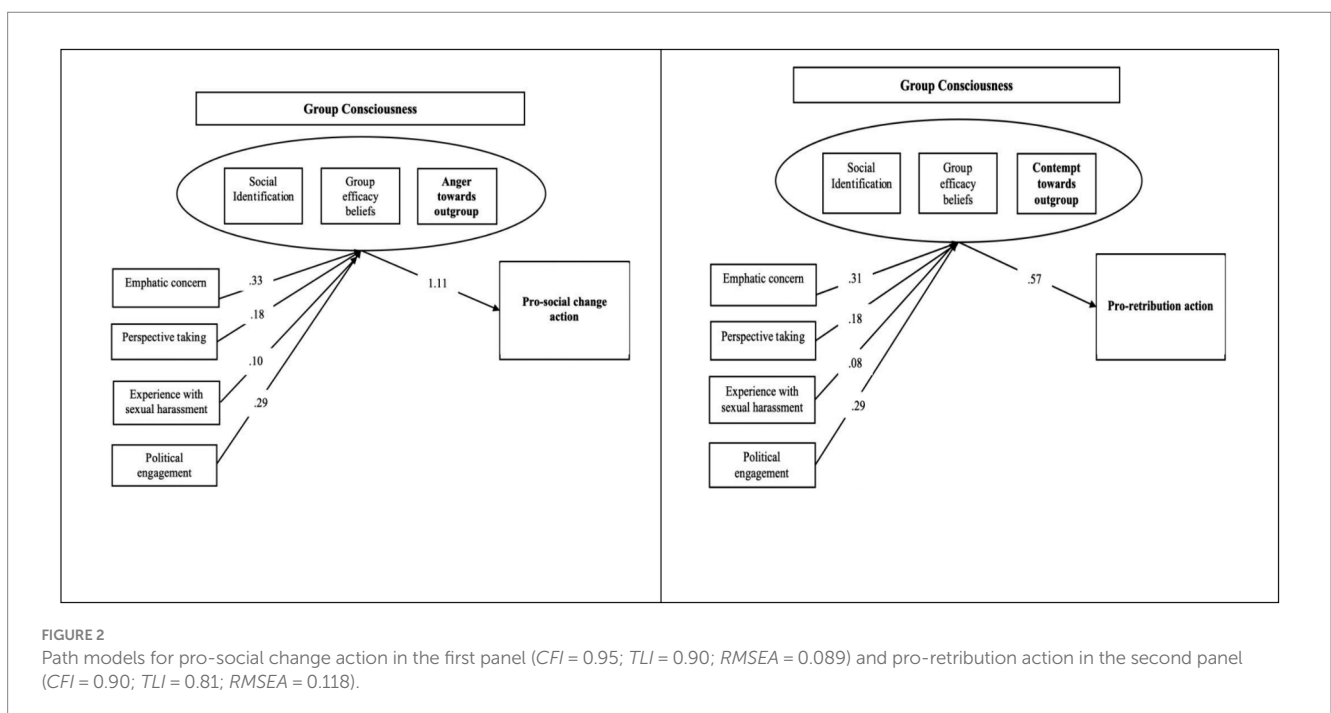 Group Consciousness
Social
Identification
Group
efficacy
beliefs
Anger
towards
outgroup
Emphatic concern
Perspective taking
Experience with
sexual harassment
Political
engagement
.33
.18
.10
.29
1.11
Pro-social change
action
Group Consciousness
Social
Identification
Group
efficacy
beliefs
Contempt
towards
outgroup
Emphatic concern
Perspective taking
Experience with
sexual harassment
Political
engagement
.31
.18
.08
.29
.57
Pro-retribution action
FIGURE 2
Path models for pro-social change action in the first panel (CFI = 0.95; TLI = 0.90; RMSEA = 0.089) and pro-retribution action in the second panel
(CFI = 0.90; TLI = 0.81; RMSEA = 0.118).